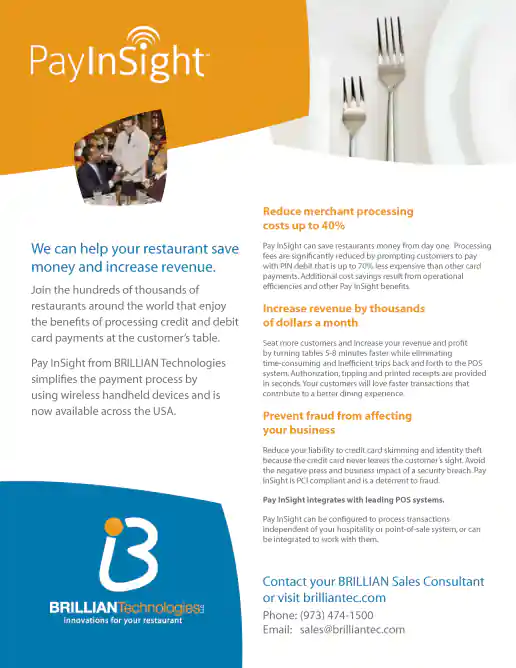 PayInSight™
We can help your restaurant save
money and increase revenue.
Join the hundreds of thousands of
restaurants around the world that enjoy
the benefits of processing credit and debit
card payments at the customer's table.
Pay InSight from BRILLIAN Technologies
simplifies the payment process by
using wireless handheld devices and is
now available across the USA.
BRILLIANTechnologies
Innovations for your restaurant
Reduce merchant processing
costs up to 40%
Pay InSight can save restaurants money from day one. Processing
fees are significantly reduced by prompting customers to pay
with PIN debit that is up to 70% less expensive than other card
payments. Additional cost savings result from operational
efficiencies and other Pay InSight benefits.
Increase revenue by thousands
of dollars a month
Seat more customers and increase your revenue and profit
by turning tables 5-8 minutes faster while eliminating
time-consuming and inefficient trips back and forth to the POS
system. Authorization, tipping and printed receipts are provided
in seconds. Your customers will love faster transactions that
contribute to a better dining experience.
Prevent fraud from affecting
your business
Reduce your liability to credit card skimming and identity theft
because the credit card never leaves the customer's sight. Avoid
the negative press and business impact of a security breach. Pay
InSight is PCI compliant and is a deterrent to fraud.
Pay InSight integrates with leading POS systems.
Pay InSight can be configured to process transactions
independent of your hospitality or point-of-sale system, or can
be integrated to work with them.
Contact your BRILLIAN Sales Consultant
or visit brilliantec.com
Phone: (973) 474-1500
Email: sales@brilliantec.com